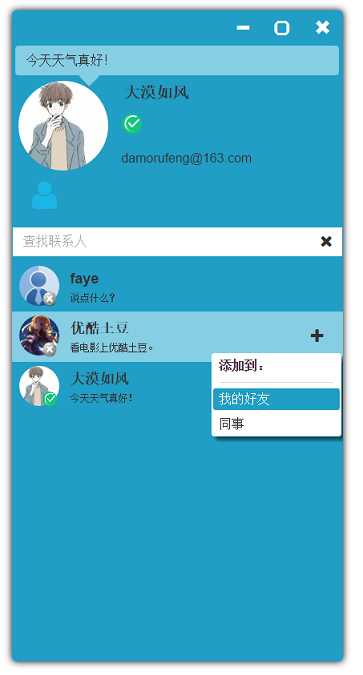 今天天气真好！
大漠如风
damorufeng@163.com
查找联系人
faye
说点什么？
优酷土豆
看电影上优酷土豆。
添加到：
大漠如风
今天天气真好！
我的好友
同事